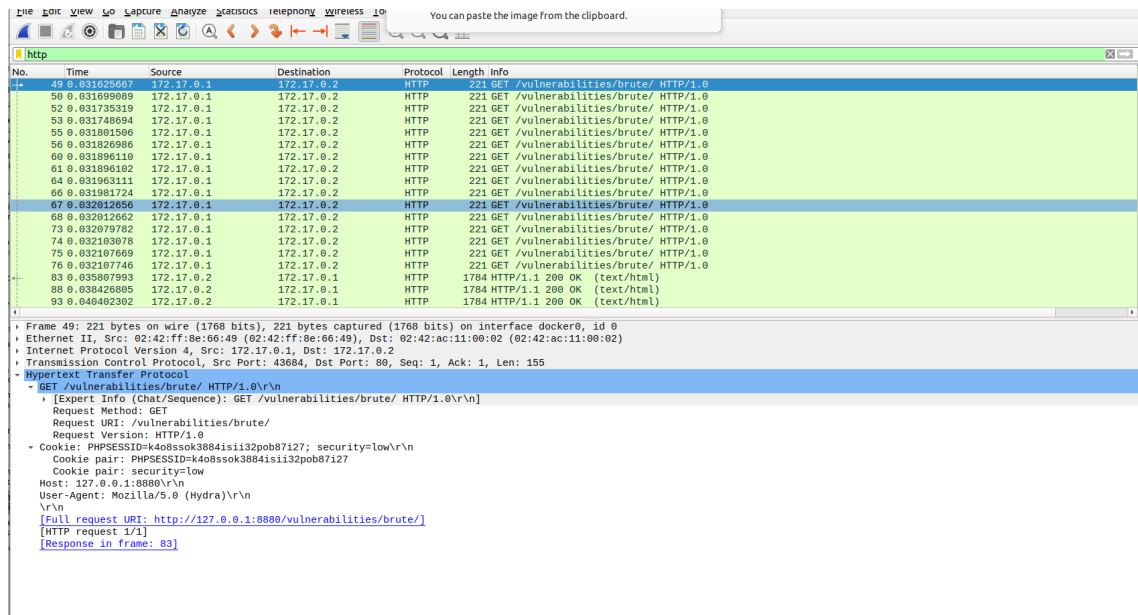 File Edit View Go Capture Analyze Statistics Telephony Wireless Too
You can paste the image from the clipboard.
http
No. Time Source Destination Protocol Length Info
49 0.031625667 172.17.0.1 172.17.0.2 HTTP 221 GET /vulnerabilities/brute/ HTTP/1.0
50 0.031699089 172.17.0.1 172.17.0.2 HTTP 221 GET /vulnerabilities/brute/ HTTP/1.0
52 0.031735319 172.17.0.1 172.17.0.2 HTTP 221 GET /vulnerabilities/brute/ HTTP/1.0
53 0.031748694 172.17.0.1 172.17.0.2 HTTP 221 GET /vulnerabilities/brute/ HTTP/1.0
55 0.031801506 172.17.0.1 172.17.0.2 HTTP 221 GET /vulnerabilities/brute/ HTTP/1.0
56 0.031826986 172.17.0.1 172.17.0.2 HTTP 221 GET /vulnerabilities/brute/ HTTP/1.0
60 0.031896110 172.17.0.1 172.17.0.2 HTTP 221 GET /vulnerabilities/brute/ HTTP/1.0
61 0.031896102 172.17.0.1 172.17.0.2 HTTP 221 GET /vulnerabilities/brute/ HTTP/1.0
64 0.031963111 172.17.0.1 172.17.0.2 HTTP 221 GET /vulnerabilities/brute/ HTTP/1.0
66 0.031981724 172.17.0.1 172.17.0.2 HTTP 221 GET /vulnerabilities/brute/ HTTP/1.0
67 0.032012656 172.17.0.1 172.17.0.2 HTTP 221 GET /vulnerabilities/brute/ HTTP/1.0
68 0.032012662 172.17.0.1 172.17.0.2 HTTP 221 GET /vulnerabilities/brute/ HTTP/1.0
73 0.032079782 172.17.0.1 172.17.0.2 HTTP 221 GET /vulnerabilities/brute/ HTTP/1.0
74 0.032103078 172.17.0.1 172.17.0.2 HTTP 221 GET /vulnerabilities/brute/ HTTP/1.0
75 0.032107669 172.17.0.1 172.17.0.2 HTTP 221 GET /vulnerabilities/brute/ HTTP/1.0
76 0.032107746 172.17.0.1 172.17.0.2 HTTP 221 GET /vulnerabilities/brute/ HTTP/1.0
83 0.035807993 172.17.0.2 172.17.0.1 HTTP 1784 HTTP/1.1 200 OK (text/html)
88 0.038426805 172.17.0.2 172.17.0.1 HTTP 1784 HTTP/1.1 200 OK (text/html)
93 0.040402302 172.17.0.2 172.17.0.1 HTTP 1784 HTTP/1.1 200 OK (text/html)
Frame 49: 221 bytes on wire (1768 bits), 221 bytes captured (1768 bits) on interface docker0, id 0
Ethernet II, Src: 02:42:ff:8e:66:49 (02:42:ff:8e:66:49), Dst: 02:42:ac:11:00:02 (02:42:ac:11:00:02)
Internet Protocol Version 4, Src: 172.17.0.1, Dst: 172.17.0.2
Transmission Control Protocol, Src Port: 43684, Dst Port: 80, Seq: 1, Ack: 1, Len: 155
Hypertext Transfer Protocol
GET /vulnerabilities/brute/ HTTP/1.0\r\n
[Expert Info (Chat/Sequence): GET /vulnerabilities/brute/ HTTP/1.0\r\n]
Request Method: GET
Request URI: /vulnerabilities/brute/
Request Version: HTTP/1.0
Cookie: PHPSESSID=k4o8ssok3884isii32pob87i27; security=low\r\n
Cookie pair: PHPSESSID=k4o8ssok3884isii32pob87i27
Cookie pair: security=low
Host: 127.0.0.1:8880\r\n
User-Agent: Mozilla/5.0 (Hydra)\r\n
\r\n
[Full request URI: http://127.0.0.1:8880/vulnerabilities/brute/]
[HTTP request 1/1]
[Response in frame: 83]